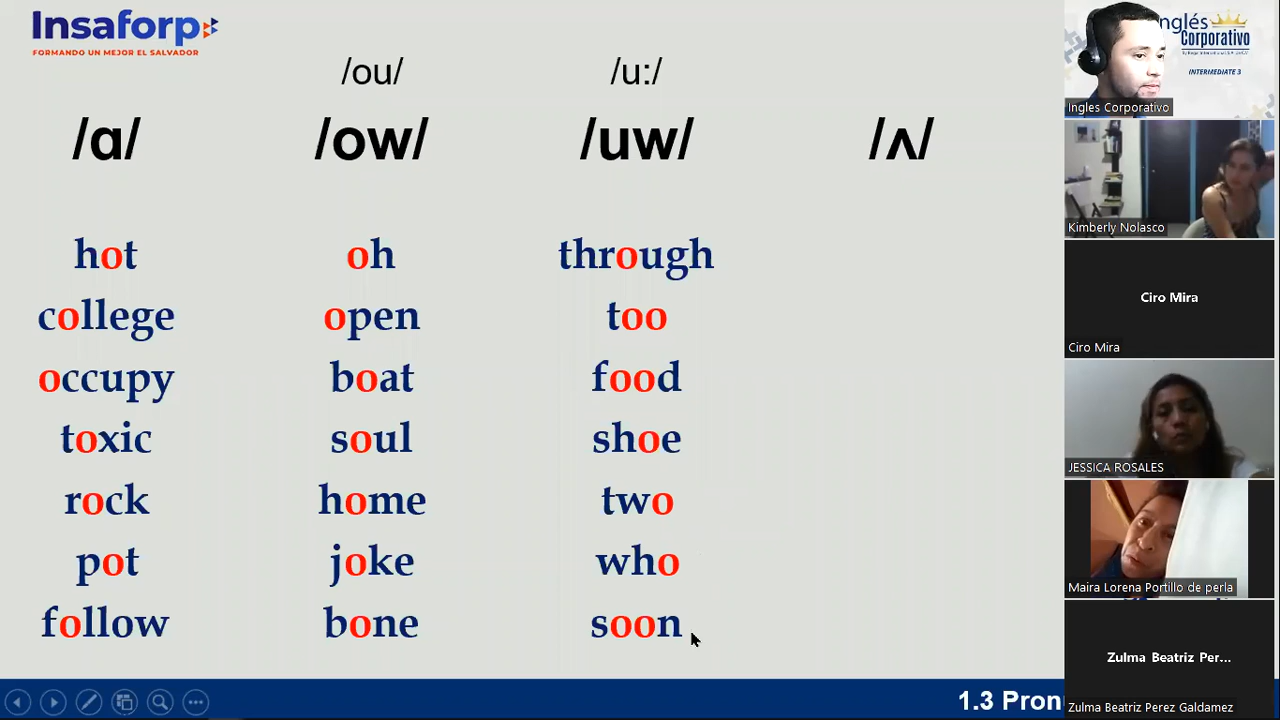 Insaforp
FORMANDO UN MEJOR EL SALVADOR
/ou/ /u:/
/ɑ/ /ow/ /uw/ /ʌ/
hot oh through
college open too
occupy boat food
toxic soul shoe
rock home two
pot joke who
follow bone soon
1.3 Pron
Inglés
Corporativo
INTERMEDIATE 3
Ingles Corporativo
Kimberly Nolasco
Ciro Mira
Ciro Mira
JESSICA ROSALES
Maira Lorena Portillo de perla
Zulma Beatriz Per...
Zulma Beatriz Perez Galdamez